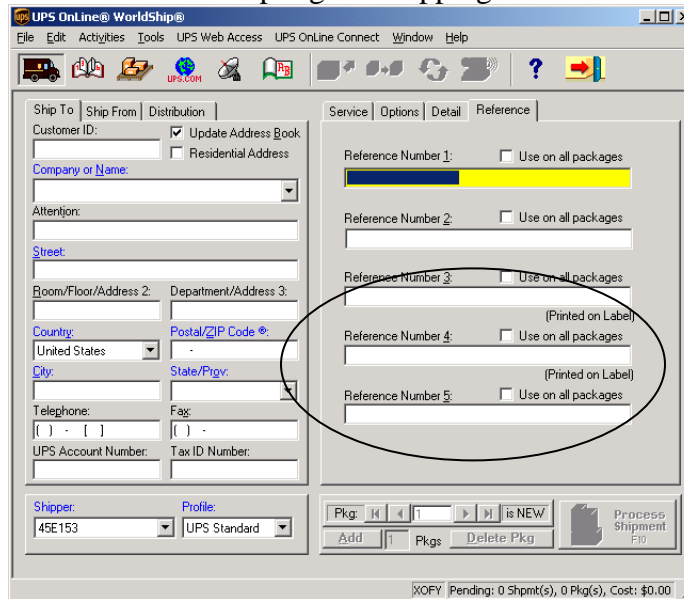 UPS OnLine® WorldShip®
File Edit Activities Tools UPS Web Access UPS OnLine Connect Window Help
UPS.COM
?
Ship To Ship From Distribution
Customer ID:
Update Address Book
Residential Address
Company or Name:
Attention:
Street:
Room/Floor/Address 2: Department/Address 3:
Country: Postal/ZIP Code ®:
United States -
City: State/Prov:
Telephone: Fax:
( ) - [ ] ( ) -
UPS Account Number: Tax ID Number:
Shipper: Profile:
45E153 UPS Standard
Service Options Detail Reference
Reference Number 1: Use on all packages
Reference Number 2: Use on all packages
Reference Number 3: Use on all packages
(Printed on Label)
Reference Number 4: Use on all packages
(Printed on Label)
Reference Number 5: Use on all packages
Pkg: 1 is NEW
Add 1 Pkgs Delete Pkg
Process
Shipment
F10
XOFY Pending: 0 Shpmt(s), 0 Pkg(s), Cost: $0.00